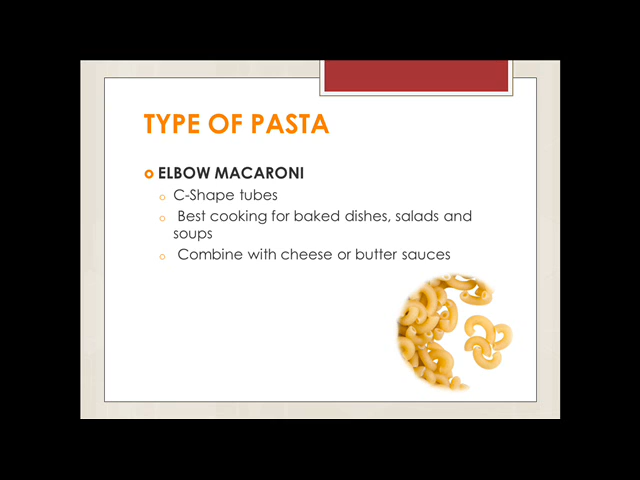 TYPE OF PASTA
ELBOW MACARONI
C-Shape tubes
Best cooking for baked dishes, salads and
soups
Combine with cheese or butter sauces